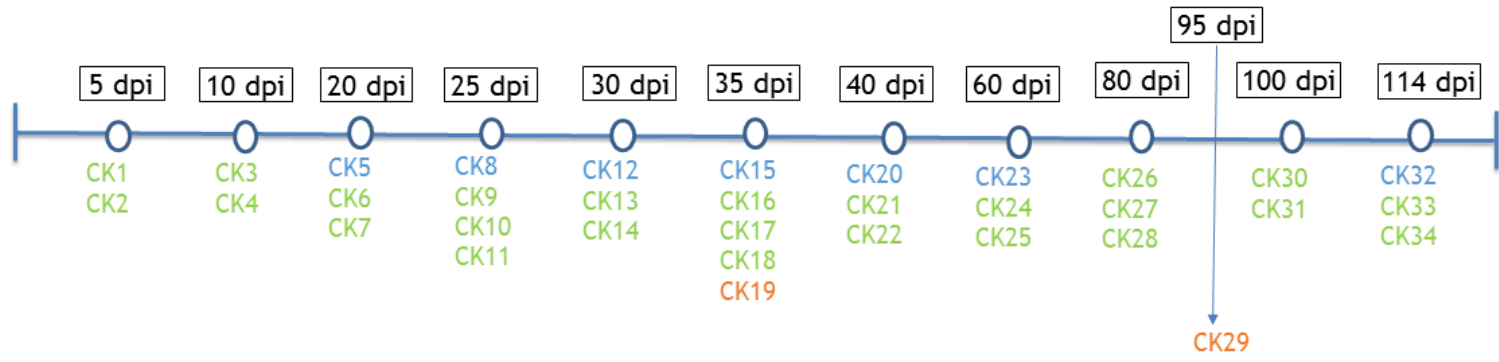 95 dpi
5 dpi
10 dpi
20 dpi
25 dpi
30 dpi
35 dpi
40 dpi
60 dpi
80 dpi
100 dpi
114 dpi
CK1
CK2
CK3
CK4
CK5
CK6
CK7
CK8
CK9
CK10
CK11
CK12
CK13
CK14
CK15
CK16
CK17
CK18
CK19
CK20
CK21
CK22
CK23
CK24
CK25
CK26
CK27
CK28
CK29
CK30
CK31
CK32
CK33
CK34